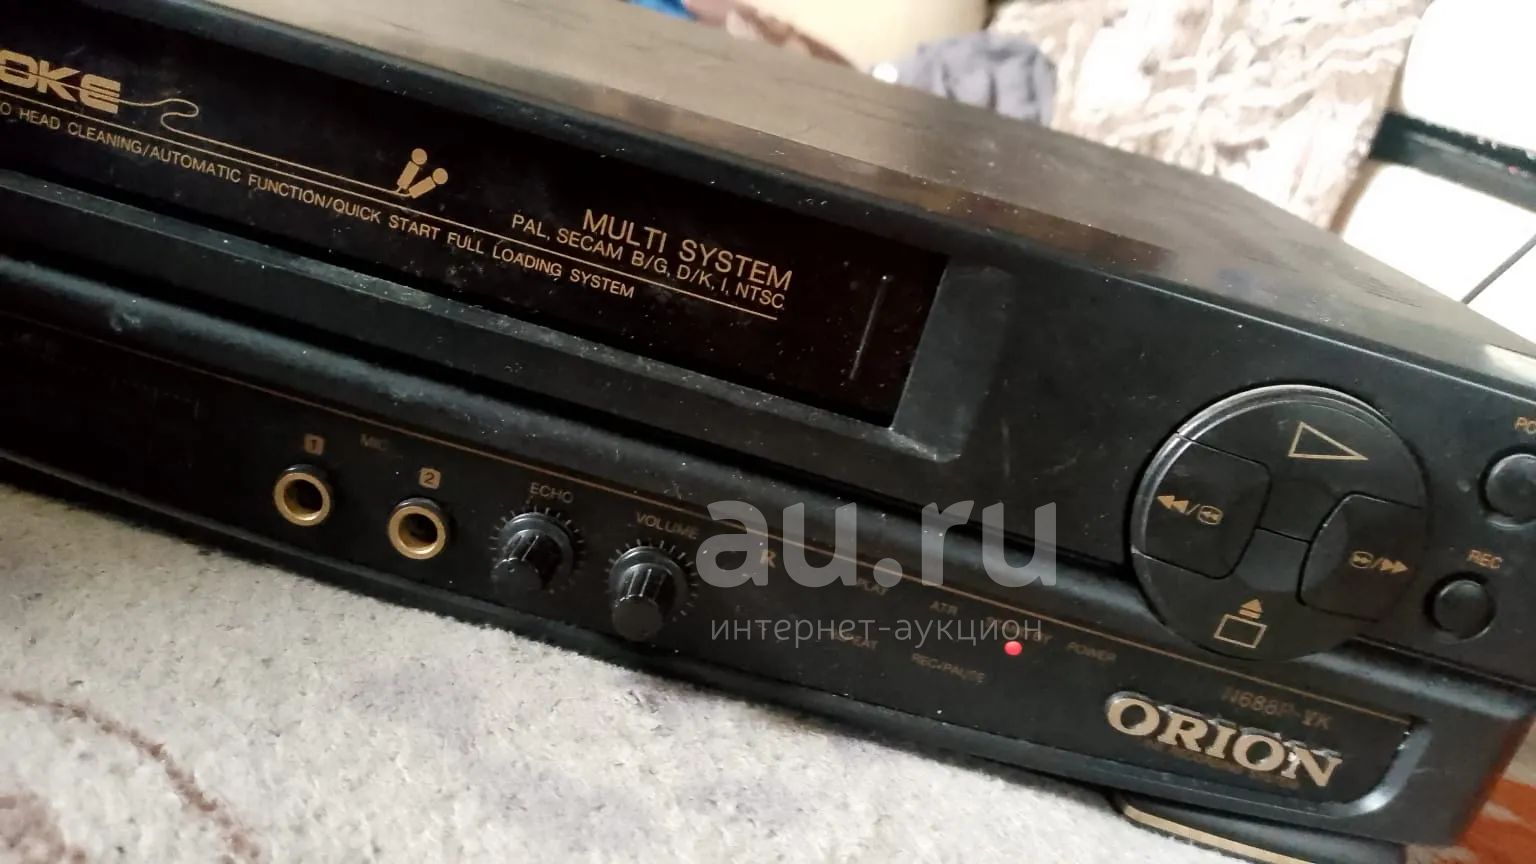 OKE
O HEAD CLEANING/AUTOMATIC FUNCTION/QUICK START FULL LOADING SYSTEM
MULTI SYSTEM
PAL, SECAM B/G, D/K, I, NTSC
1 MIC 2
ECHO
VOLUME
PO
REC
au.ru
интернет-аукцион
ATR
POWER
REC/PAUSE
ORION